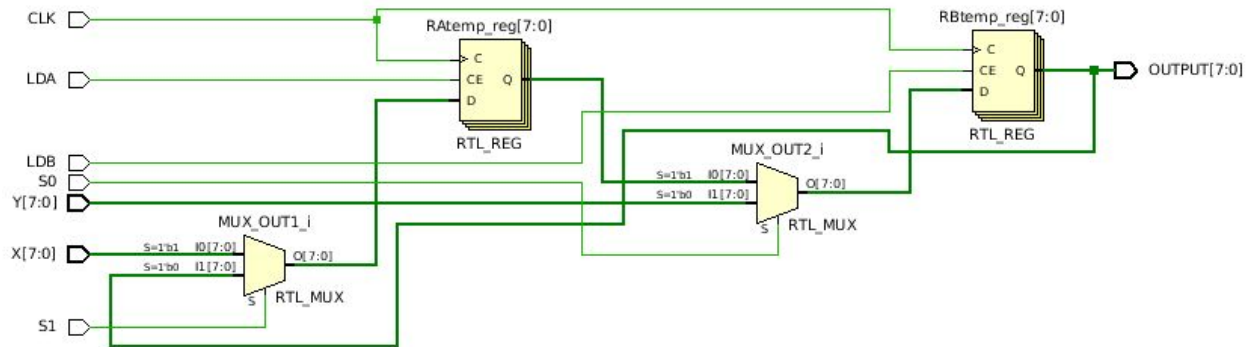 CLK
RAtemp_reg[7:0]
RBtemp_reg[7:0]
C
CE
Q
D
RTL_REG
LDA
C
CE
Q
D
RTL_REG
OUTPUT[7:0]
LDB
S0
Y[7:0]
MUX_OUT2_i
S=1'b1 I0[7:0]
S=1'b0 I1[7:0]
O[7:0]
S
RTL_MUX
MUX_OUT1_i
X[7:0]
S=1'b1 I0[7:0]
S=1'b0 I1[7:0]
O[7:0]
S
RTL_MUX
S1